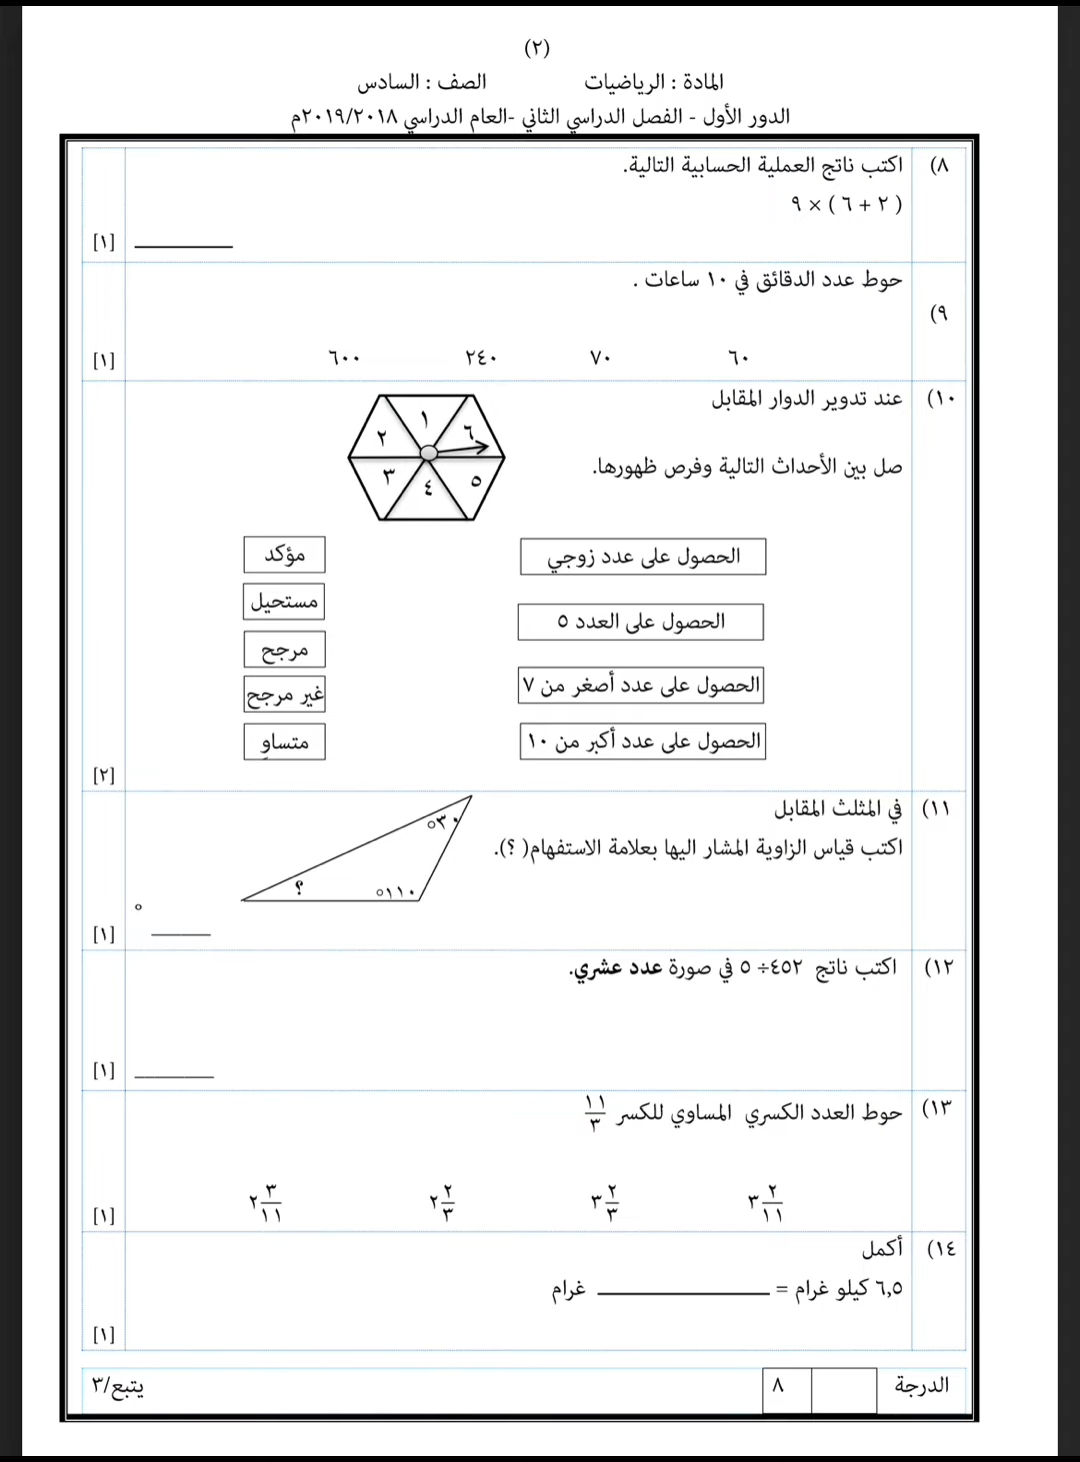 (٢)
المادة : الرياضيات الصف : السادس
الدور الأول - الفصل الدراسي الثاني -العام الدراسي ٢٠١٩/٢٠١٨م
٨) اكتب ناتج العملية الحسابية التالية.
( ٢ + ٦ ) × ٩
[١] ________
٩) حوط عدد الدقائق في ١٠ ساعات .
٦٠ ٧٠ ٢٤٠ ٦٠٠ [١]
١٠) عند تدوير الدوار المقابل
صل بين الأحداث التالية وفرص ظهورها.
١ ٦
٢
٣ ٥
٤
الحصول على عدد زوجي مؤكد
مستحيل
الحصول على العدد ٥ مرجح
الحصول على عدد أصغر من ٧ غير مرجح
الحصول على عدد أكبر من ١٠ متساوٍ
[٢]
١١) في المثلث المقابل
اكتب قياس الزاوية المشار اليها بعلامة الاستفهام( ؟).
٣٠°
؟ ١١٠°
______ ° [١]
١٢) اكتب ناتج ٤٥٢÷ ٥ في صورة عدد عشري.
_______ [١]
١٣) حوط العدد الكسري المساوي للكسر ١١/٣
٣ ٢/١١ ٣ ٢/٣ ٢ ٢/٣ ٢ ٣/١١ [١]
١٤) أكمل
٦,٥ كيلو غرام = ______________ غرام
[١]
الدرجة ٨ يتبع/٣